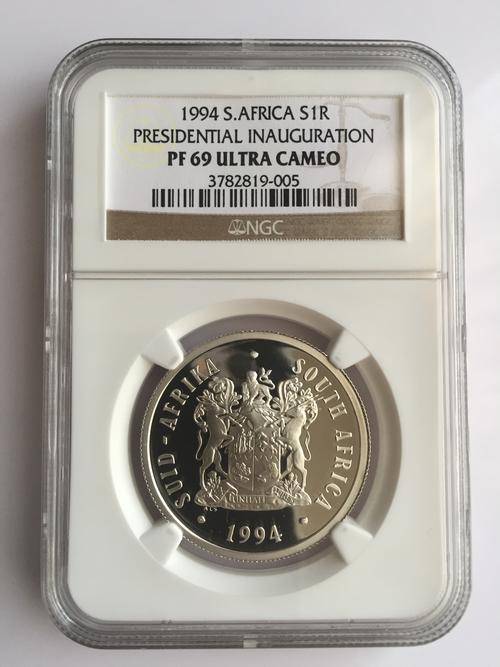 1994 S.AFRICA S1R
PRESIDENTIAL INAUGURATION
PF 69 ULTRA CAMEO
3782819-005
NGC
SUID - AFRIKA
SOUTH AFRICA
· 1994 ·